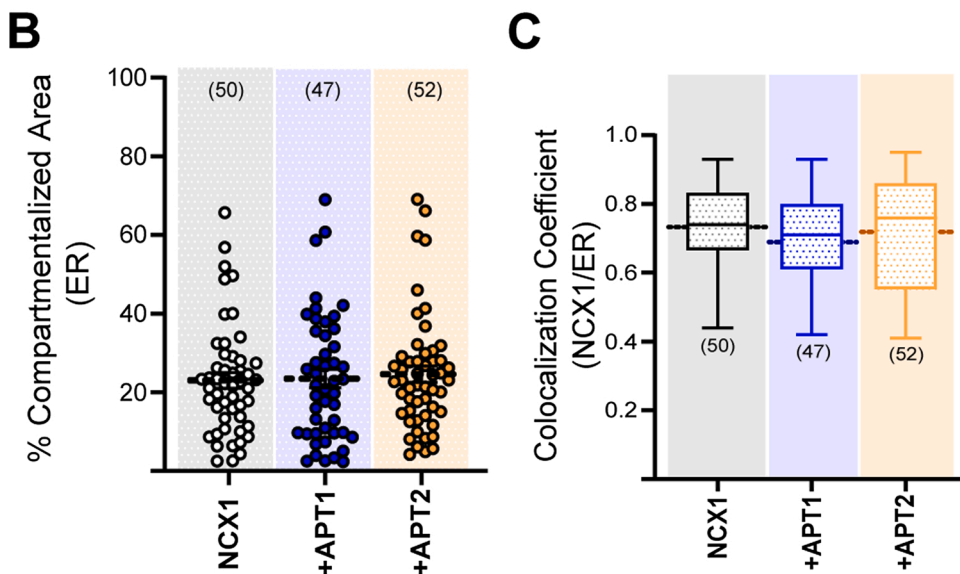 B
% Compartmentalized Area
(ER)
100
80
60
40
20
(50)
(47)
(52)
NCX1
+APT1
+APT2
C
Colocalization Coefficient
(NCX1/ER)
1.0
0.8
0.6
0.4
0.2
(50)
(47)
(52)
NCX1
+APT1
+APT2